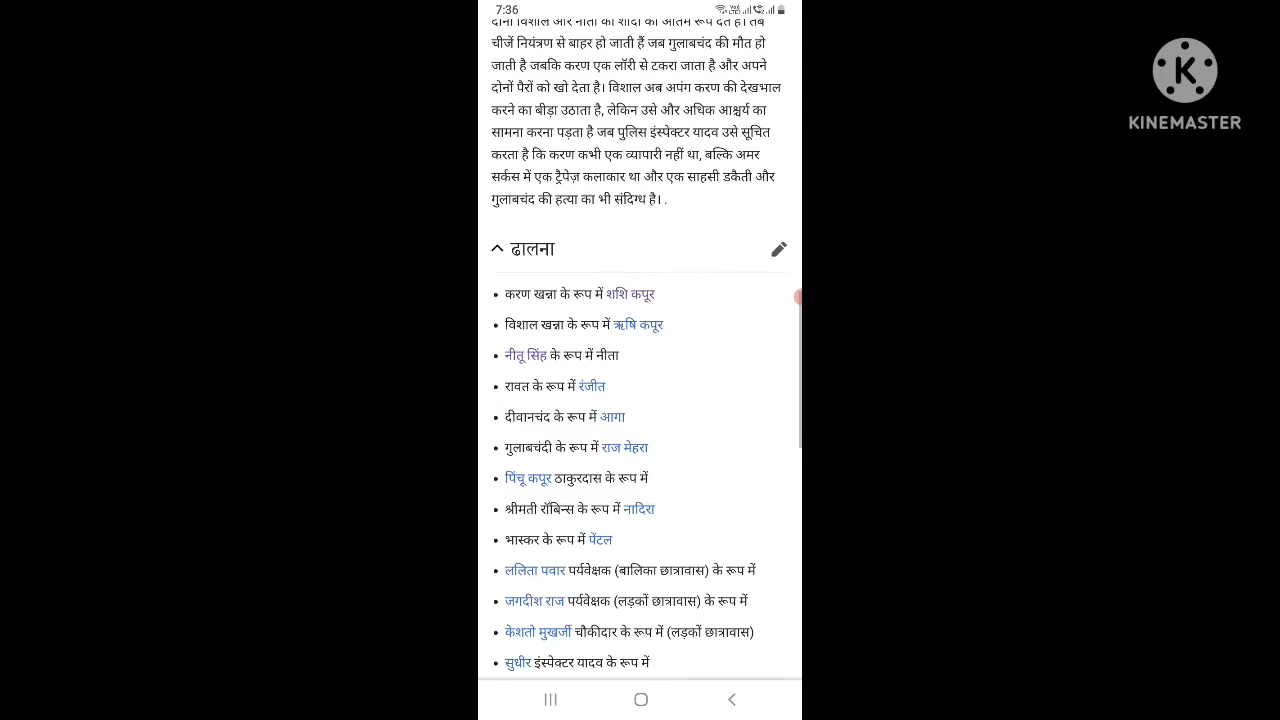 7:36
दोनों विशाल और नीता की शादी को अंतिम रूप देते हैं। तब
चीजें नियंत्रण से बाहर हो जाती हैं जब गुलाबचंद की मौत हो
जाती है जबकि करण एक लॉरी से टकरा जाता है और अपने
दोनों पैरों को खो देता है। विशाल अब अपंग करण की देखभाल
करने का बीड़ा उठाता है, लेकिन उसे और अधिक आश्चर्य का
सामना करना पड़ता है जब पुलिस इंस्पेक्टर यादव उसे सूचित
करता है कि करण कभी एक व्यापारी नहीं था, बल्कि अमर
सर्कस में एक ट्रैपेज़ कलाकार था और एक साहसी डकैती और
गुलाबचंद की हत्या का भी संदिग्ध है। .
ढालना
करण खन्ना के रूप में शशि कपूर
विशाल खन्ना के रूप में ऋषि कपूर
नीतू सिंह के रूप में नीता
रावत के रूप में रंजीत
दीवानचंद के रूप में आगा
गुलाबचंदी के रूप में राज मेहरा
पिंचू कपूर ठाकुरदास के रूप में
श्रीमती रॉबिन्स के रूप में नादिरा
भास्कर के रूप में पेंटल
ललिता पवार पर्यवेक्षक (बालिका छात्रावास) के रूप में
जगदीश राज पर्यवेक्षक (लड़कों छात्रावास) के रूप में
केशतो मुखर्जी चौकीदार के रूप में (लड़कों छात्रावास)
सुधीर इंस्पेक्टर यादव के रूप में
K
KINEMASTER